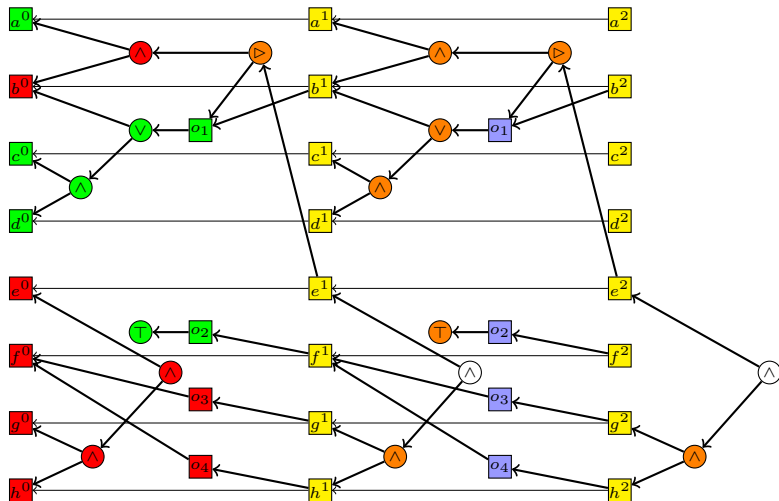 a⁰ a¹ a²
∧ ▷ ∧ ▷
b⁰ b¹ b²
∨ o₁ ∨ o₁
c⁰ c¹ c²
∧ ∧
d⁰ d¹ d²
e⁰ e¹ e²
⊤ o₂ ⊤ o₂
f⁰ f¹ f²
∧ ∧ ∧
o₃ o₃
g⁰ g¹ g²
∧ o₄ ∧ o₄ ∧
h⁰ h¹ h²